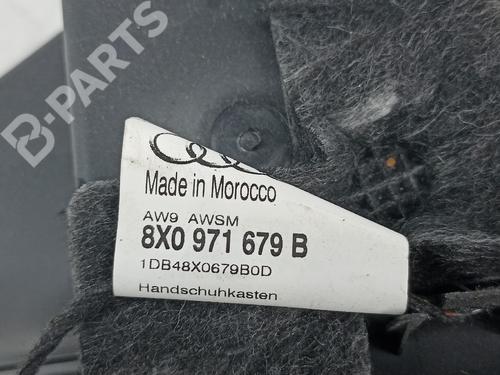 B-PARTS
Made in Morocco
AW9 AWSM
8X0 971 679 B
1DB48X0679B0D
Handschuhkasten